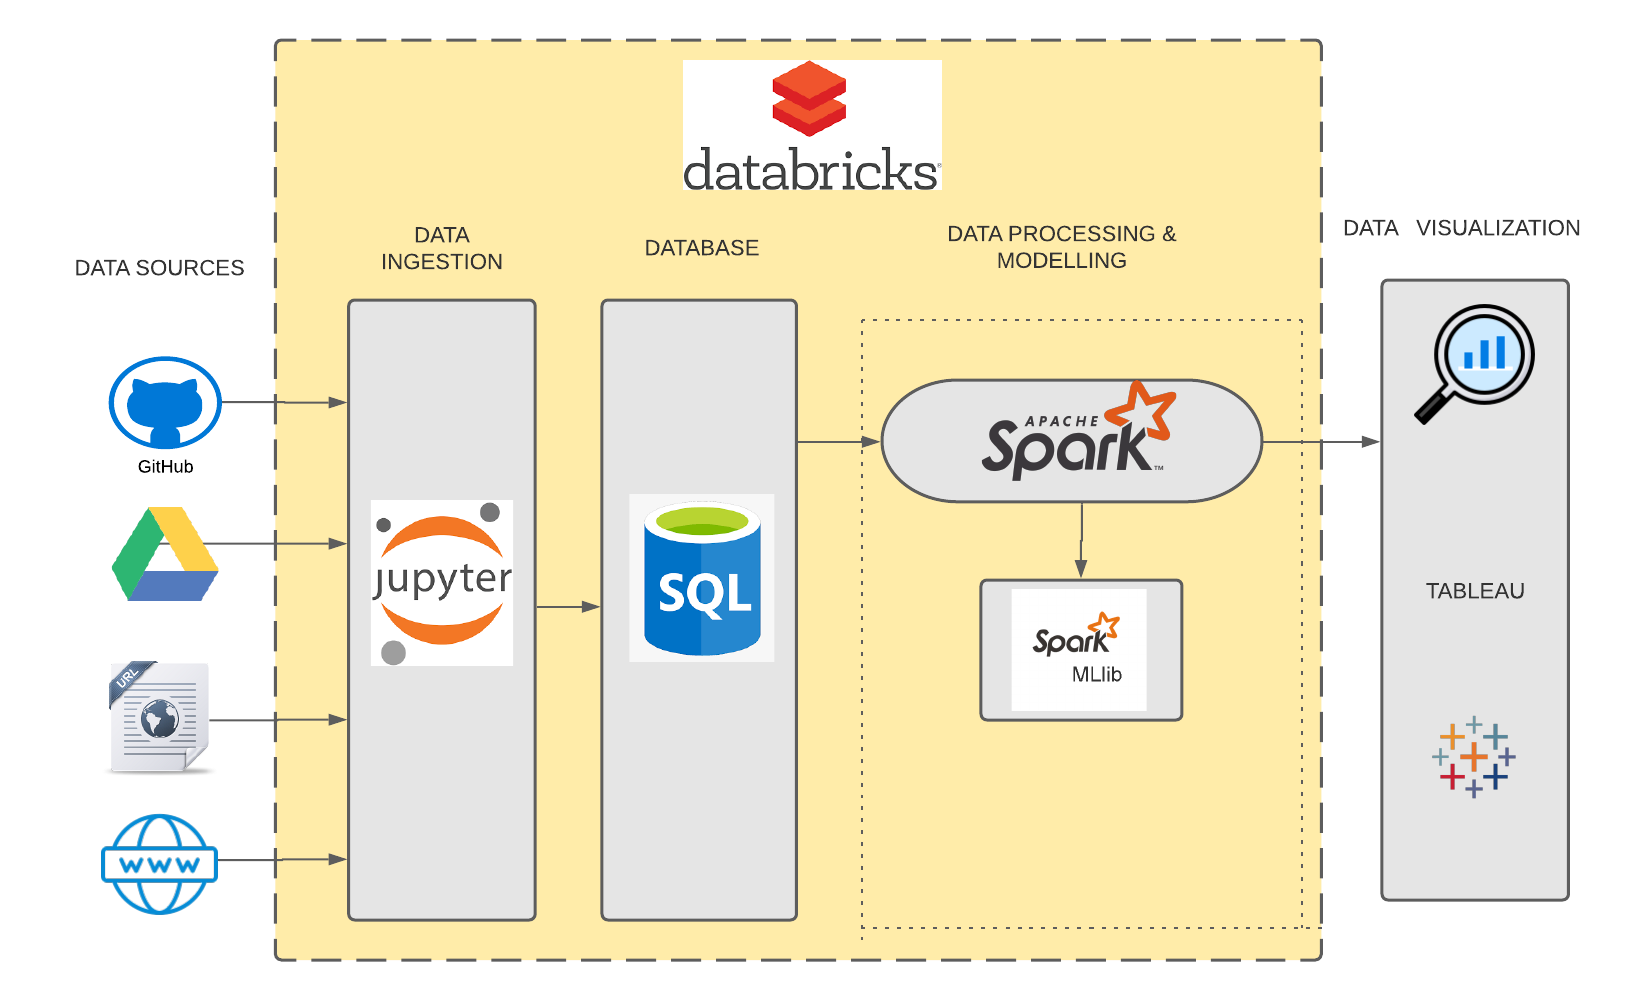 databricks
DATA SOURCES
DATA
INGESTION
DATABASE
DATA PROCESSING &
MODELLING
DATA VISUALIZATION
GitHub
URL
WWW
jupyter
SQL
APACHE
Spark™
Spark
MLlib
TABLEAU